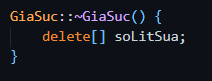 GiaSuc::~GiaSuc() {
    delete[] soLitSua;
}